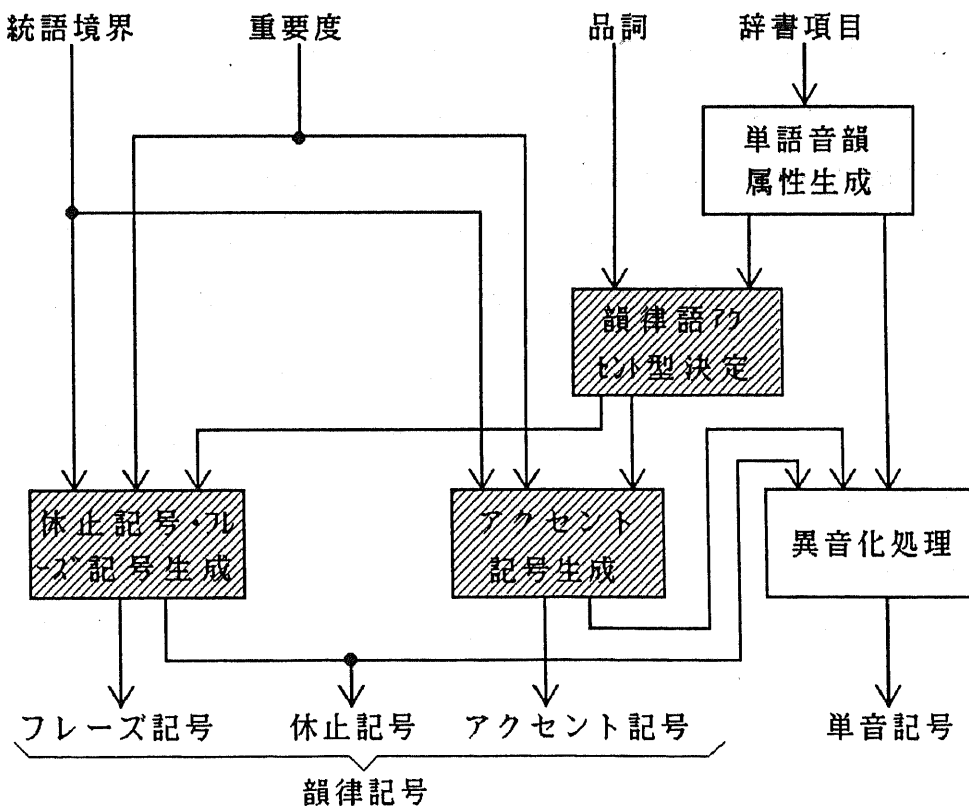 統語境界 重要度 品詞 辞書項目
単語音韻
属性生成
韻律語ｱｸ
ｾﾝﾄ型決定
休止記号・ﾌﾚ
ｰｽﾞ記号生成
アクセント
記号生成
異音化処理
フレーズ記号 休止記号 アクセント記号 単音記号
韻律記号